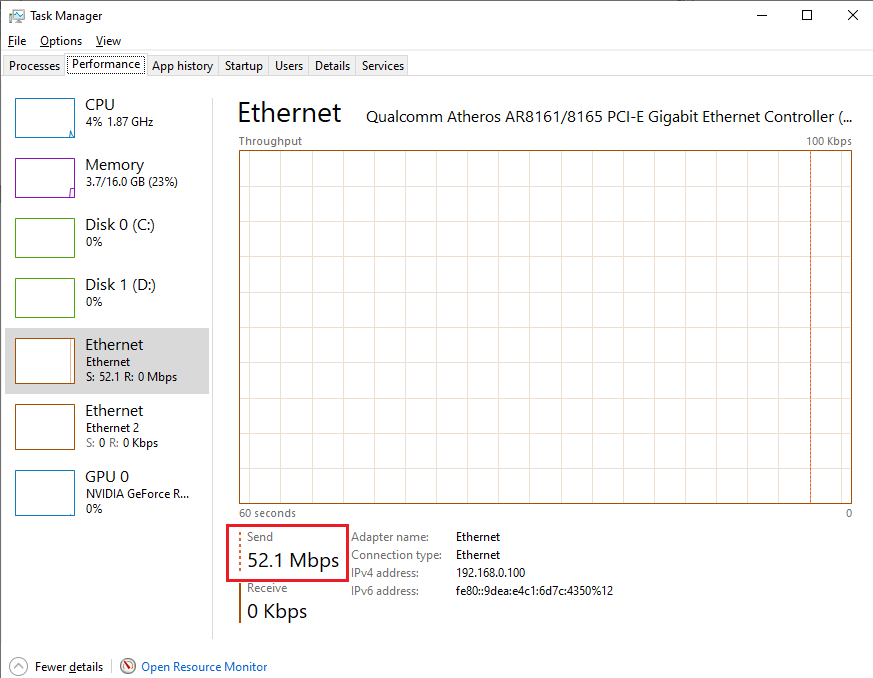 Task Manager
File Options View
Processes Performance App history Startup Users Details Services
CPU
4% 1.87 GHz
Memory
3.7/16.0 GB (23%)
Disk 0 (C:)
0%
Disk 1 (D:)
0%
Ethernet
Ethernet
S: 52.1 R: 0 Mbps
Ethernet
Ethernet 2
S: 0 R: 0 Kbps
GPU 0
NVIDIA GeForce R...
0%
Ethernet Qualcomm Atheros AR8161/8165 PCI-E Gigabit Ethernet Controller (...
Throughput 100 Kbps
60 seconds 0
Send
52.1 Mbps
Receive
0 Kbps
Adapter name: Ethernet
Connection type: Ethernet
IPv4 address: 192.168.0.100
IPv6 address: fe80::9dea:e4c1:6d7c:4350%12
Fewer details Open Resource Monitor